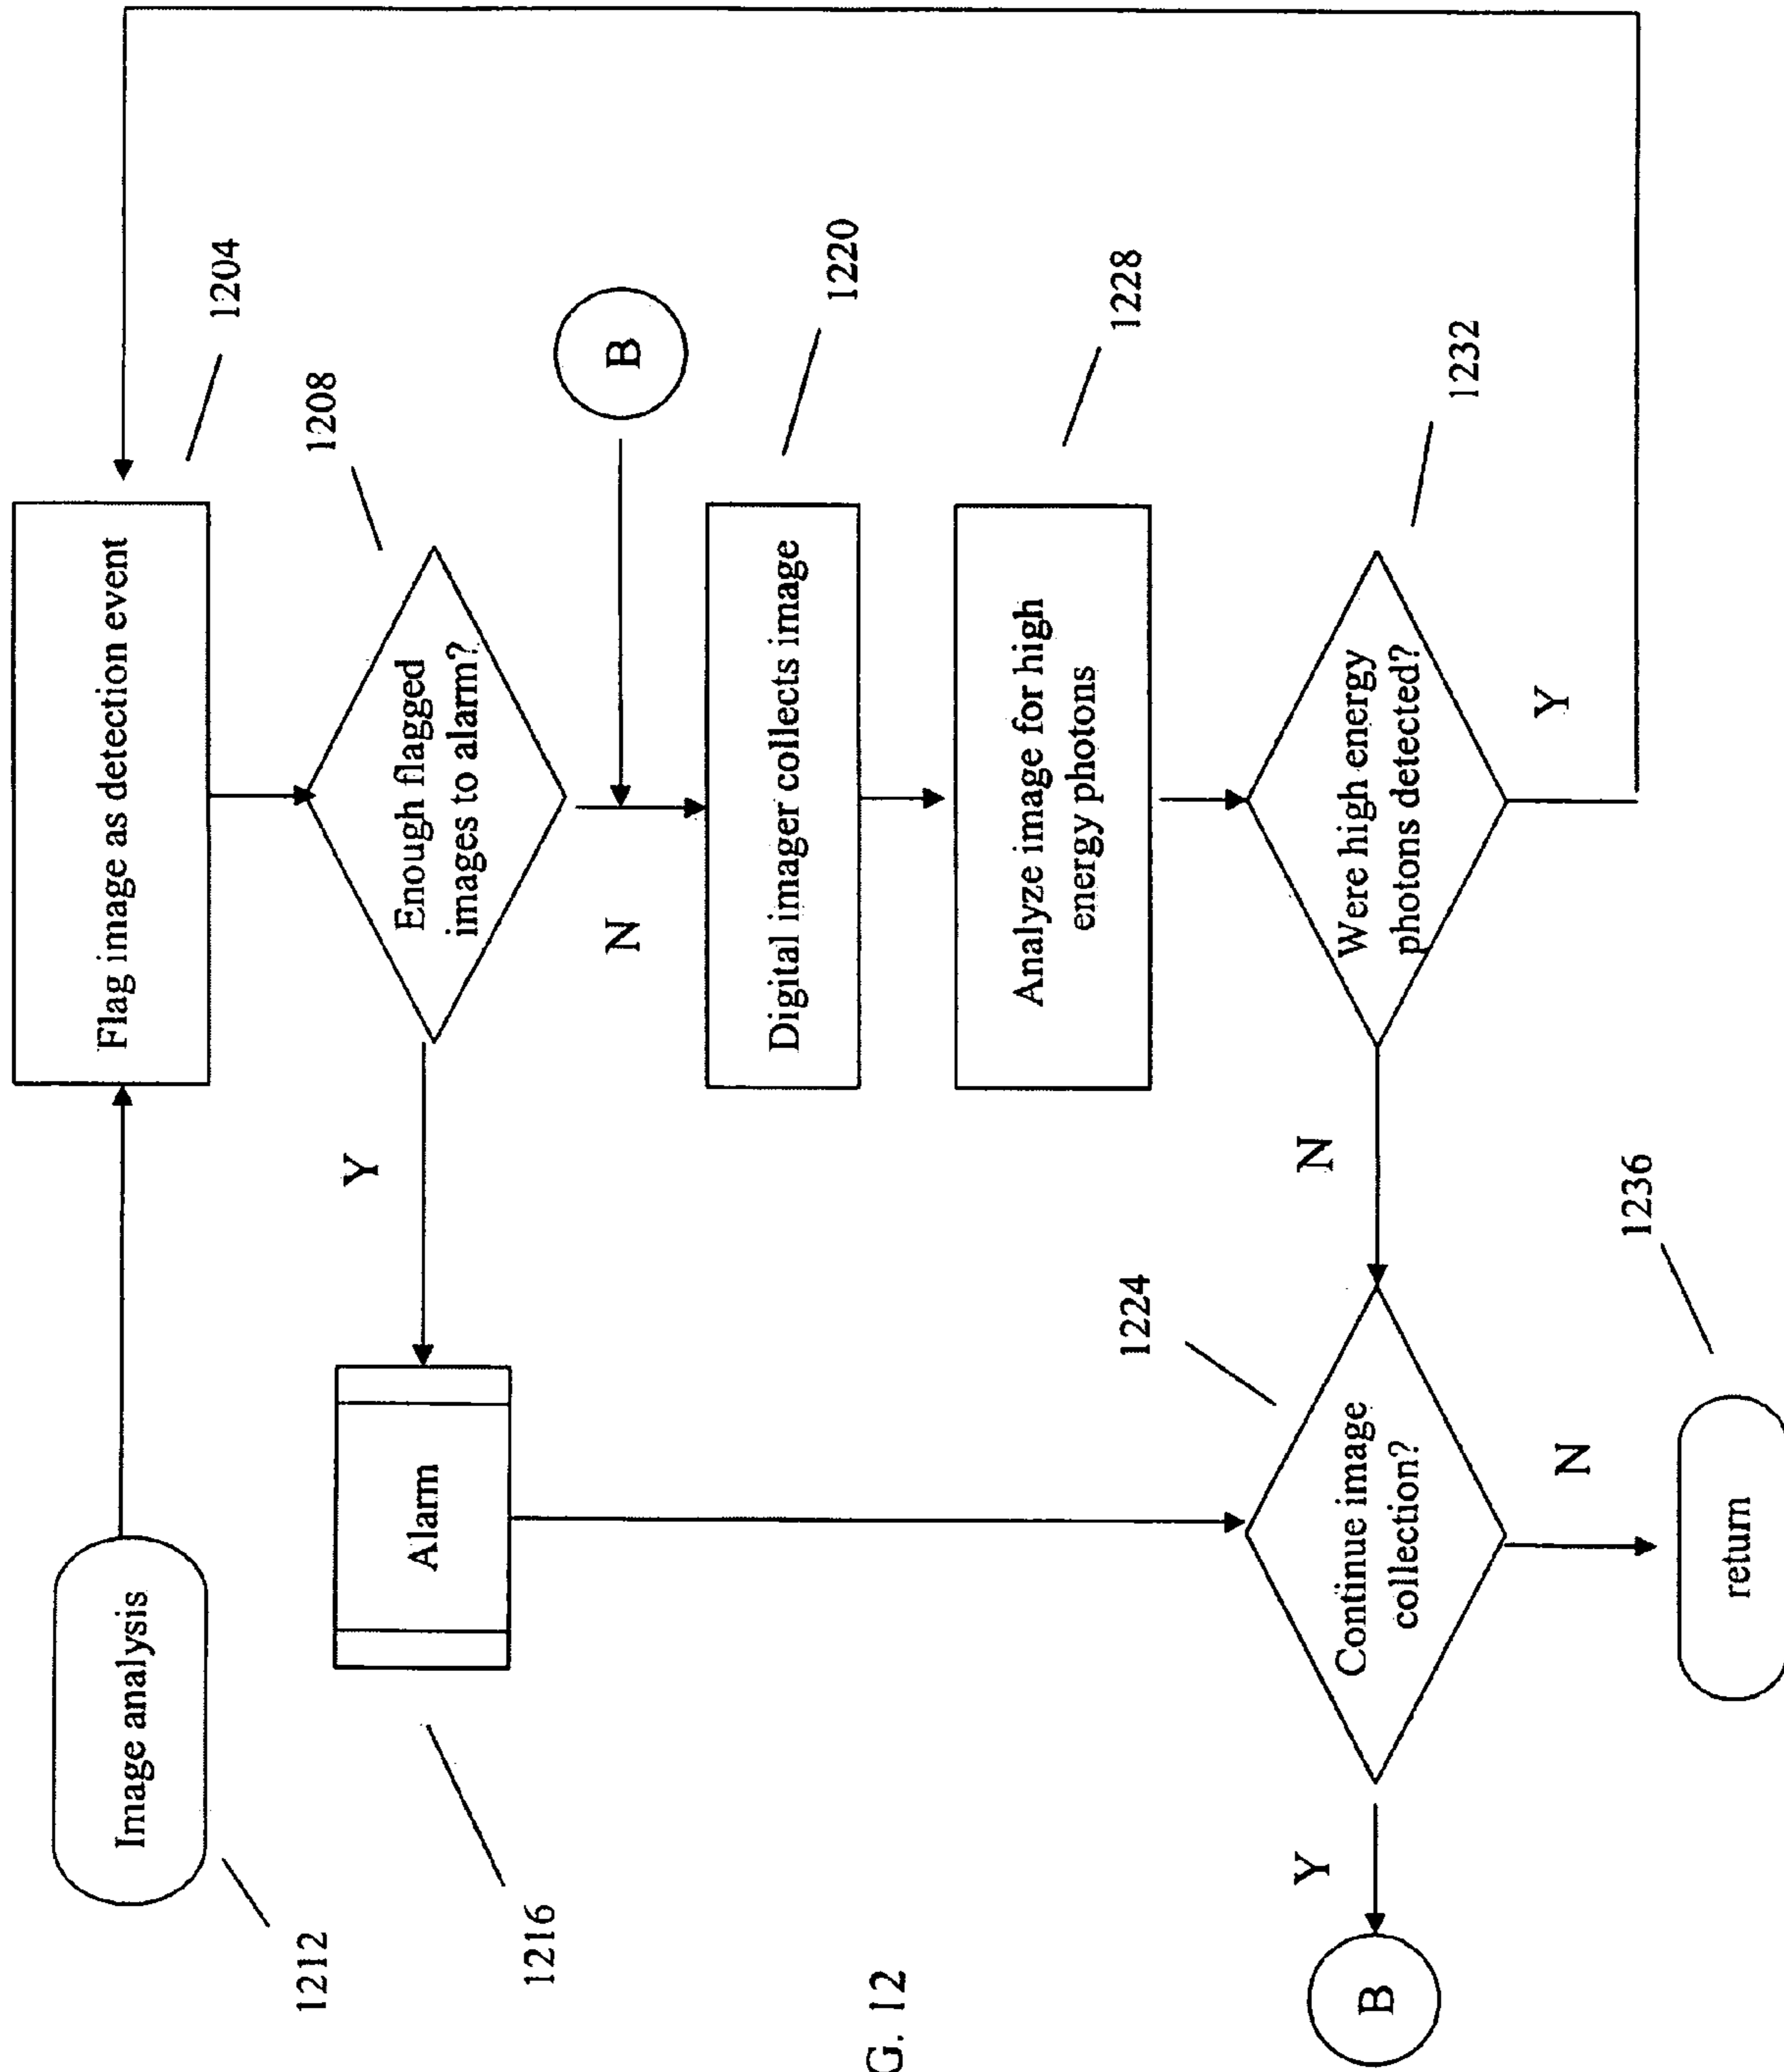 Image analysis
1212
Flag image as detection event
1204
Enough flagged
images to alarm?
1208
Y
Alarm
1216
N
B
Digital imager collects image
1220
Analyze image for high
energy photons
1228
Were high energy
photons detected?
1232
Y
N
Continue image
collection?
1224
Y
B
N
return
1236
G. 12